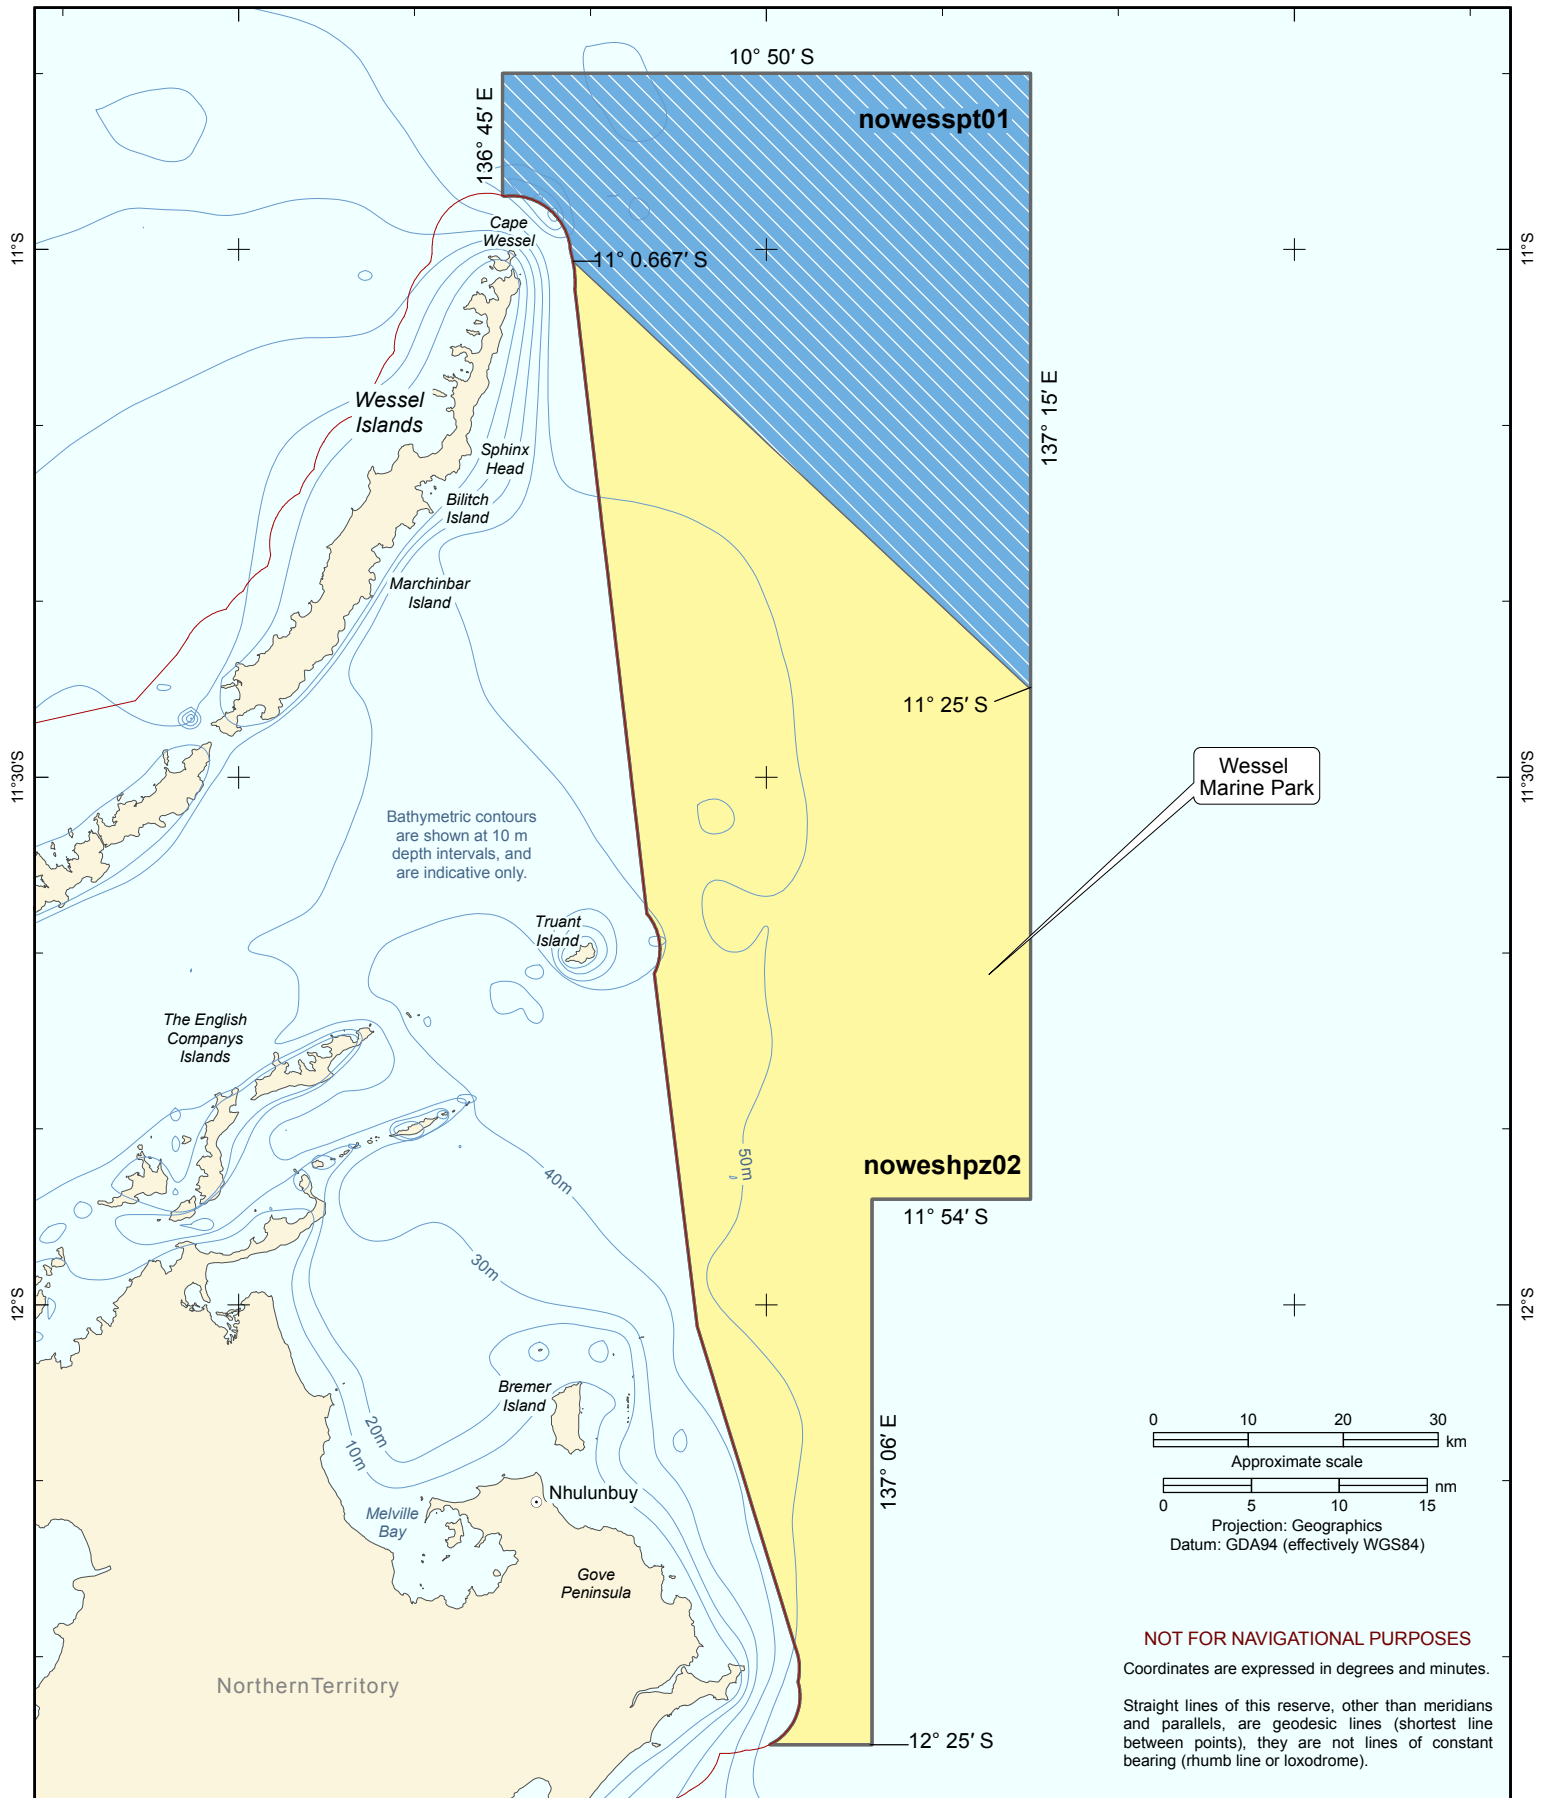 10° 50′ S
136° 45′ E
nowesspt01
Cape
Wessel
11°S
11°S
11° 0.667′ S
Wessel
Islands
137° 15′ E
Sphinx
Head
Bilitch
Island
Marchinbar
Island
11° 25′ S
11°30′S
11°30′S
Wessel
Marine Park
Bathymetric contours
are shown at 10 m
depth intervals, and
are indicative only.
Truant
Island
The English
Companys
Islands
50m
noweshpz02
40m
11° 54′ S
30m
12°S
12°S
Bremer
Island
20m
10m
137° 06′ E
0 10 20 30
km
Approximate scale
nm
0 5 10 15
Nhulunbuy
Melville
Bay
Projection: Geographics
Datum: GDA94 (effectively WGS84)
Gove
Peninsula
NOT FOR NAVIGATIONAL PURPOSES
Coordinates are expressed in degrees and minutes.
Northern Territory
Straight lines of this reserve, other than meridians
and parallels, are geodesic lines (shortest line
between points), they are not lines of constant
bearing (rhumb line or loxodrome).
12° 25′ S